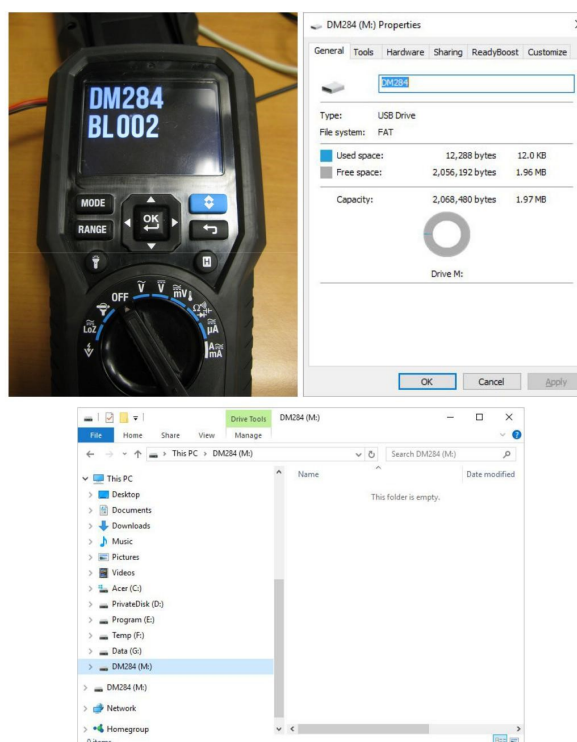 DM284
BL002
MODE
RANGE
OK
H
OFF
V
V
mV
Ω
µA
A
mA
LoZ
DM284 (M:) Properties
General Tools Hardware Sharing ReadyBoost Customize
DM284
Type: USB Drive
File system: FAT
Used space: 12,288 bytes 12.0 KB
Free space: 2,056,192 bytes 1.96 MB
Capacity: 2,068,480 bytes 1.97 MB
Drive M:
OK Cancel Apply
Drive Tools DM284 (M:)
File Home Share View Manage
This PC > DM284 (M:) Search DM284 (M:)
This PC
Desktop
Documents
Downloads
Music
Pictures
Videos
Acer (C:)
PrivateDisk (D:)
Program (E:)
Temp (F:)
Data (G:)
DM284 (M:)
DM284 (M:)
Network
Homegroup
0 items
Name Date modified
This folder is empty.